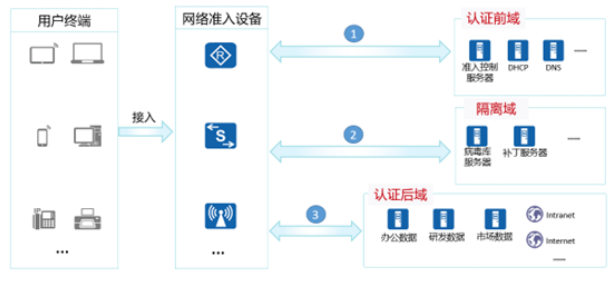 用户终端
网络准入设备
认证前域
准入控制
服务器
DHCP
DNS
1
R
接入
S
2
隔离域
病毒库
服务器
补丁服务器
3
认证后域
办公数据
研发数据
市场数据
Intranet
Internet
...
...